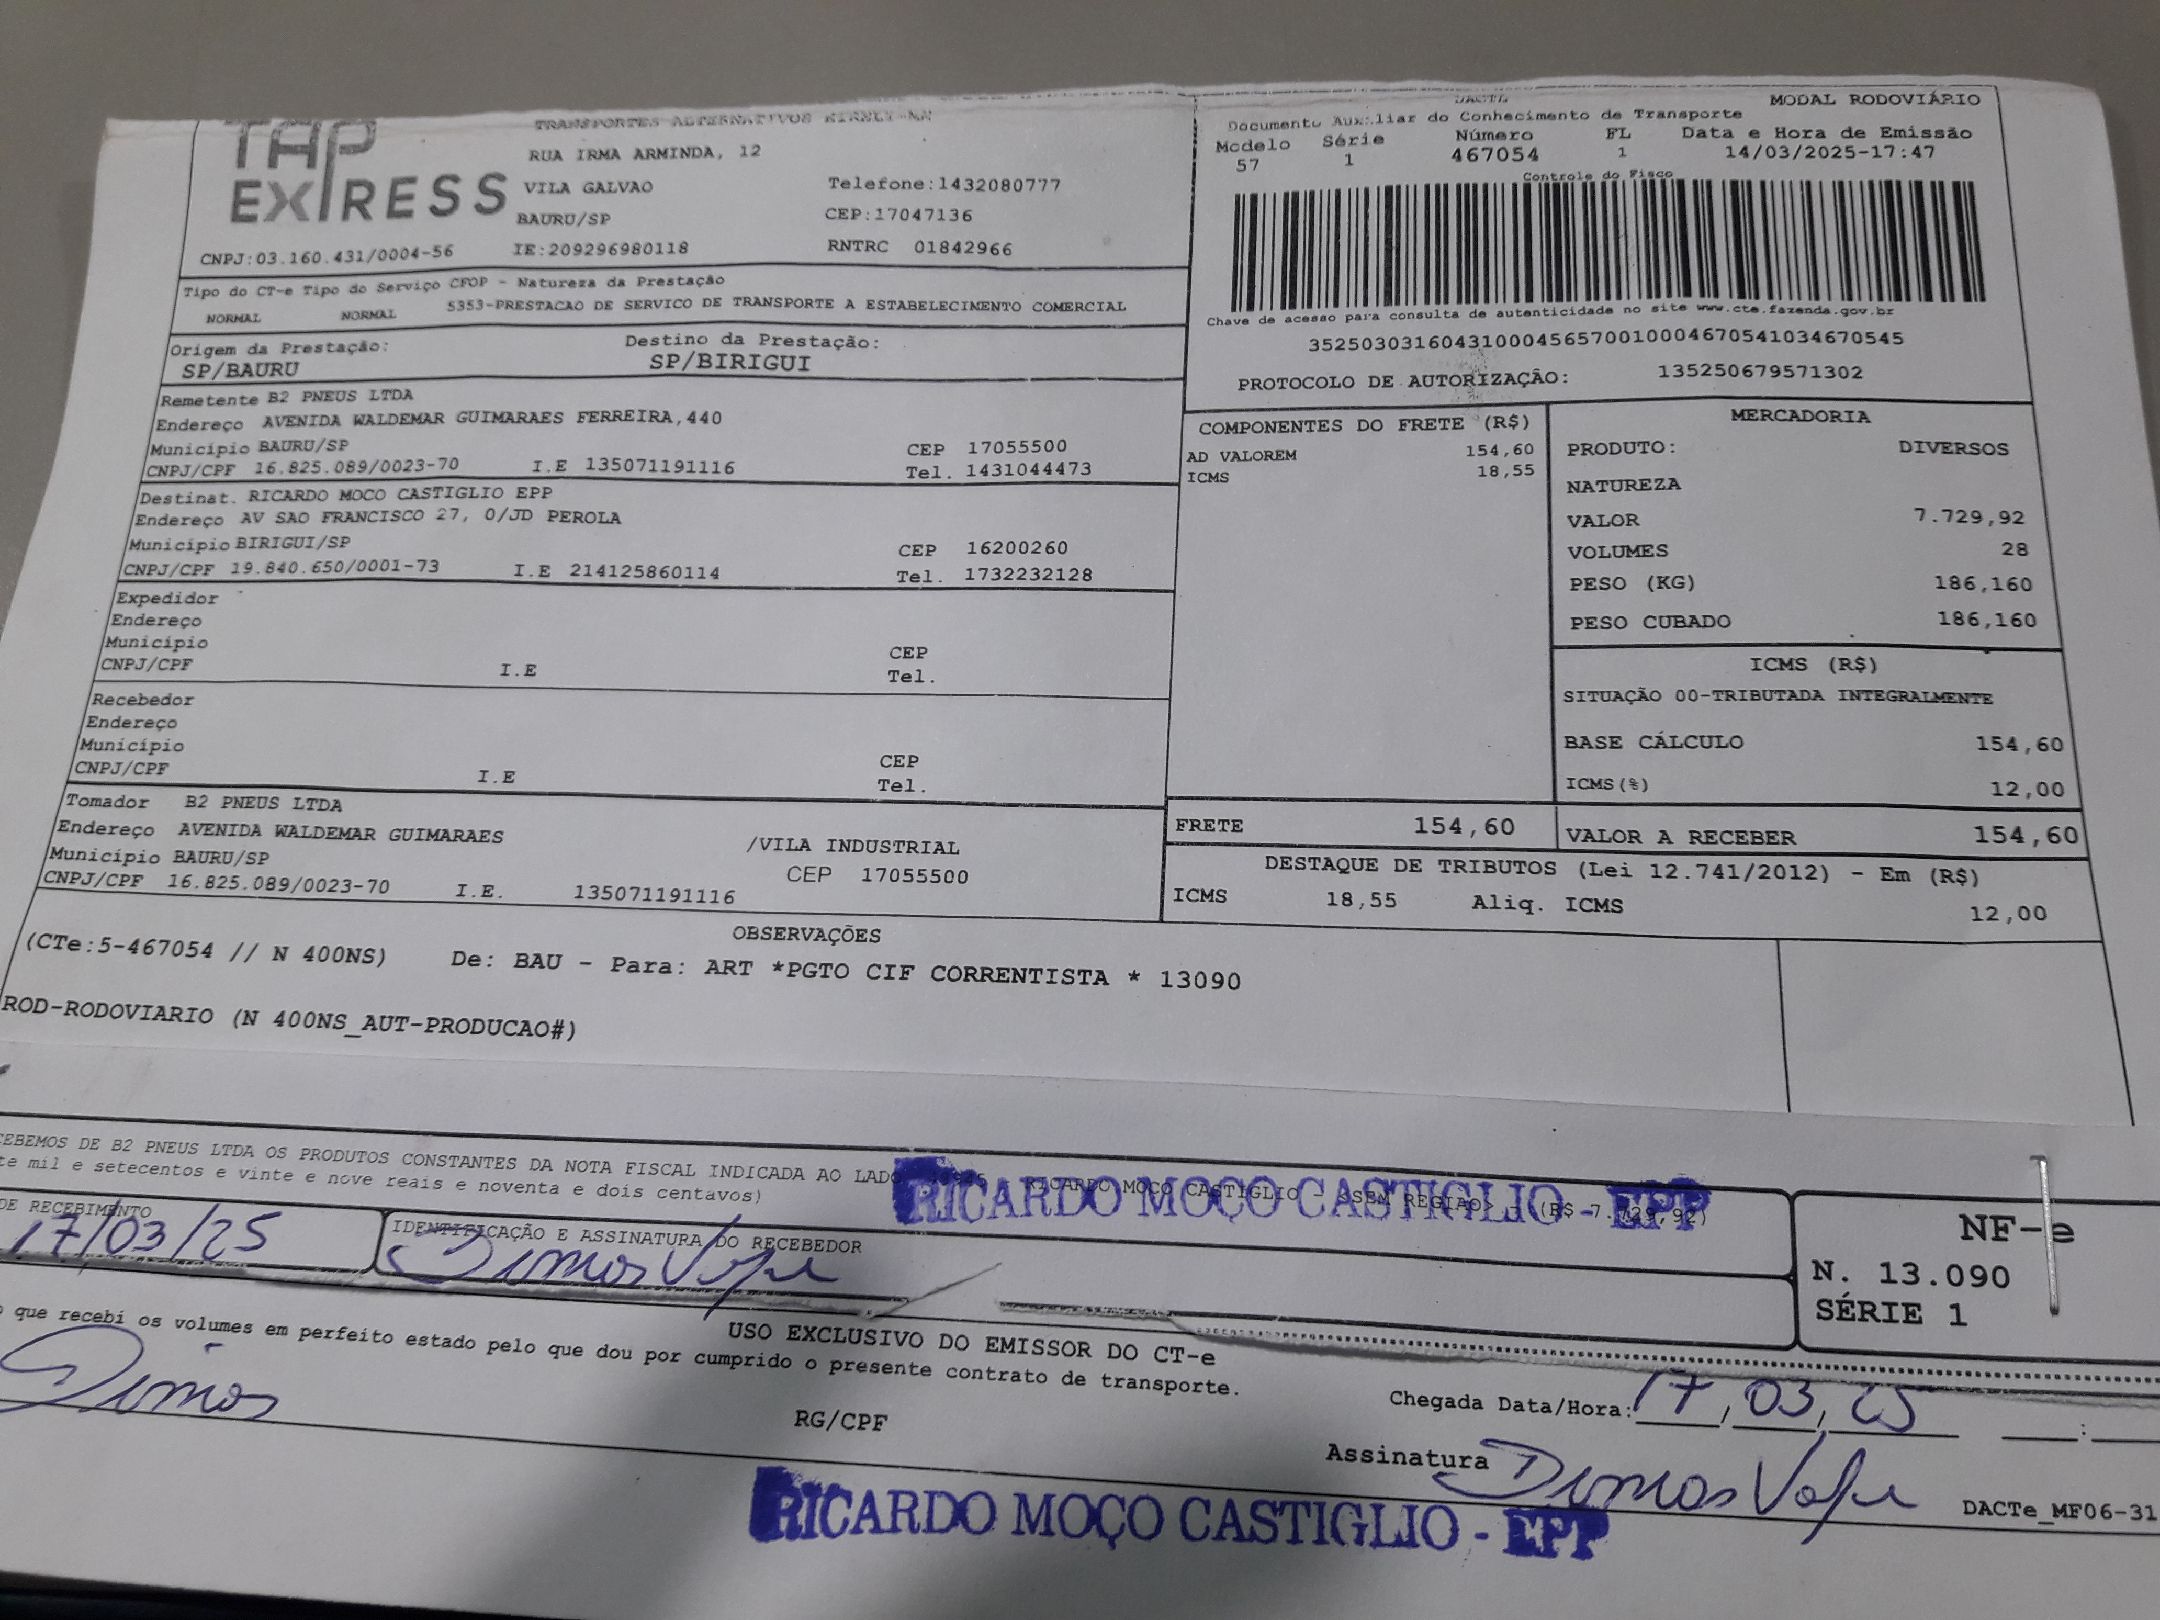 TAP
EXPRESS
TRANSPORTES ALTERNATIVOS
RUA IRMA ARMINDA, 12
VILA GALVAO Telefone:1432080777
BAURU/SP CEP:17047136
CNPJ:03.160.431/0004-56 IE:209296980118 RNTRC 01842966
Tipo do CT-e Tipo do Serviço CFOP - Natureza da Prestação
NORMAL NORMAL 5353-PRESTACAO DE SERVICO DE TRANSPORTE A ESTABELECIMENTO COMERCIAL
Origem da Prestação: Destino da Prestação:
SP/BAURU SP/BIRIGUI
Remetente B2 PNEUS LTDA
Endereço AVENIDA WALDEMAR GUIMARAES FERREIRA,440
Município BAURU/SP CEP 17055500
CNPJ/CPF 16.825.089/0023-70 I.E 135071191116 Tel. 1431044473
Destinat. RICARDO MOCO CASTIGLIO EPP
Endereço AV SAO FRANCISCO 27, 0/JD PEROLA
Município BIRIGUI/SP CEP 16200260
CNPJ/CPF 19.840.650/0001-73 I.E 214125860114 Tel. 1732232128
Expedidor
Endereço
Município CEP
CNPJ/CPF I.E Tel.
Recebedor
Endereço
Município CEP
CNPJ/CPF I.E Tel.
Tomador B2 PNEUS LTDA
Endereço AVENIDA WALDEMAR GUIMARAES /VILA INDUSTRIAL
Município BAURU/SP CEP 17055500
CNPJ/CPF 16.825.089/0023-70 I.E. 135071191116
DACTE MODAL RODOVIÁRIO
Documento Auxiliar do Conhecimento de Transporte
Modelo Série Número FL Data e Hora de Emissão
57 1 467054 1 14/03/2025-17:47
Controle do Fisco
Chave de acesso para consulta de autenticidade no site www.cte.fazenda.gov.br
35250303160431000456570010004670541034670545
PROTOCOLO DE AUTORIZAÇÃO: 135250679571302
COMPONENTES DO FRETE (R$)
AD VALOREM 154,60
ICMS 18,55
MERCADORIA
PRODUTO: DIVERSOS
NATUREZA
VALOR 7.729,92
VOLUMES 28
PESO (KG) 186,160
PESO CUBADO 186,160
ICMS (R$)
SITUAÇÃO 00-TRIBUTADA INTEGRALMENTE
BASE CÁLCULO 154,60
ICMS(%) 12,00
FRETE 154,60 VALOR A RECEBER 154,60
DESTAQUE DE TRIBUTOS (Lei 12.741/2012) - Em (R$)
ICMS 18,55 Aliq. ICMS 12,00
OBSERVAÇÕES
(CTe:5-467054 // N 400NS) De: BAU - Para: ART *PGTO CIF CORRENTISTA * 13090
ROD-RODOVIARIO (N 400NS_AUT-PRODUCAO#)
CEBEMOS DE B2 PNEUS LTDA OS PRODUTOS CONSTANTES DA NOTA FISCAL INDICADA AO LADO RICARDO MOCO CASTIGLIO - <SEM REGIAO> - (R$ 7.729,92)
te mil e setecentos e vinte e nove reais e noventa e dois centavos)
RICARDO MOÇO CASTIGLIO - EPP
DE RECEBIMENTO IDENTIFICAÇÃO E ASSINATURA DO RECEBEDOR
17/03/25
NF-e
N. 13.090
SÉRIE 1
USO EXCLUSIVO DO EMISSOR DO CT-e
o que recebi os volumes em perfeito estado pelo que dou por cumprido o presente contrato de transporte.
RG/CPF
Chegada Data/Hora: 17, 03, 25 :
Assinatura
DACTe_MF06-31
RICARDO MOÇO CASTIGLIO - EPP